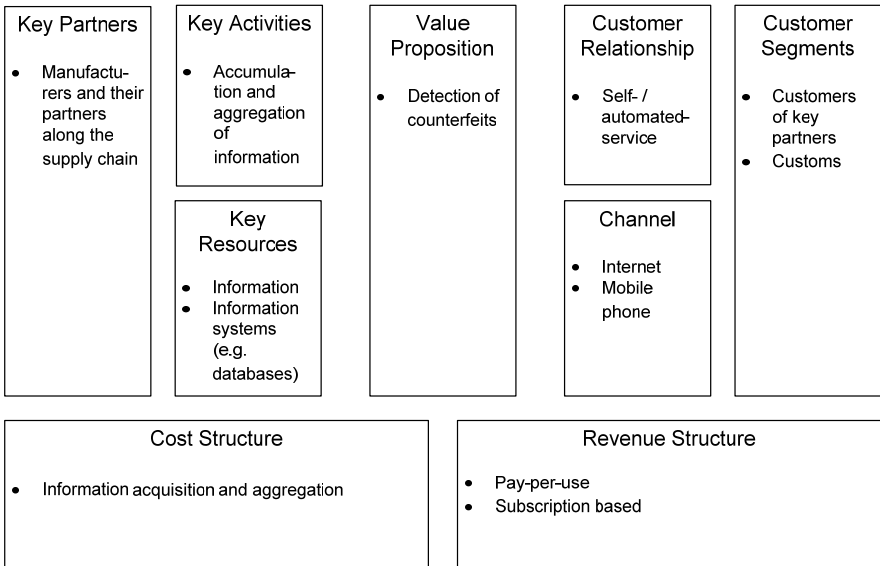 Key Partners
• Manufactu-
rers and their
partners
along the
supply chain
Key Activities
• Accumula-
tion and
aggregation
of
information
Key
Resources
• Information
• Information
systems
(e.g.
databases)
Value
Proposition
• Detection of
counterfeits
Customer
Relationship
• Self- /
automated-
service
Channel
• Internet
• Mobile
phone
Customer
Segments
• Customers
of key
partners
• Customs
Cost Structure
• Information acquisition and aggregation
Revenue Structure
• Pay-per-use
• Subscription based